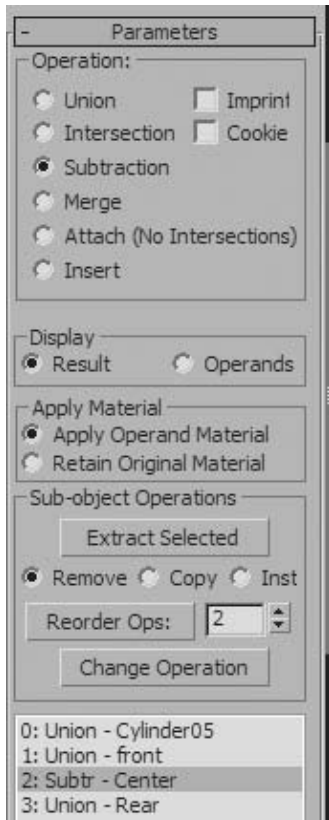 - Parameters
Operation:
Union Imprint
Intersection Cookie
Subtraction
Merge
Attach (No Intersections)
Insert
Display
Result Operands
Apply Material
Apply Operand Material
Retain Original Material
Sub-object Operations
Extract Selected
Remove Copy Inst
Reorder Ops: 2
Change Operation
0: Union - Cylinder05
1: Union - front
2: Subtr - Center
3: Union - Rear